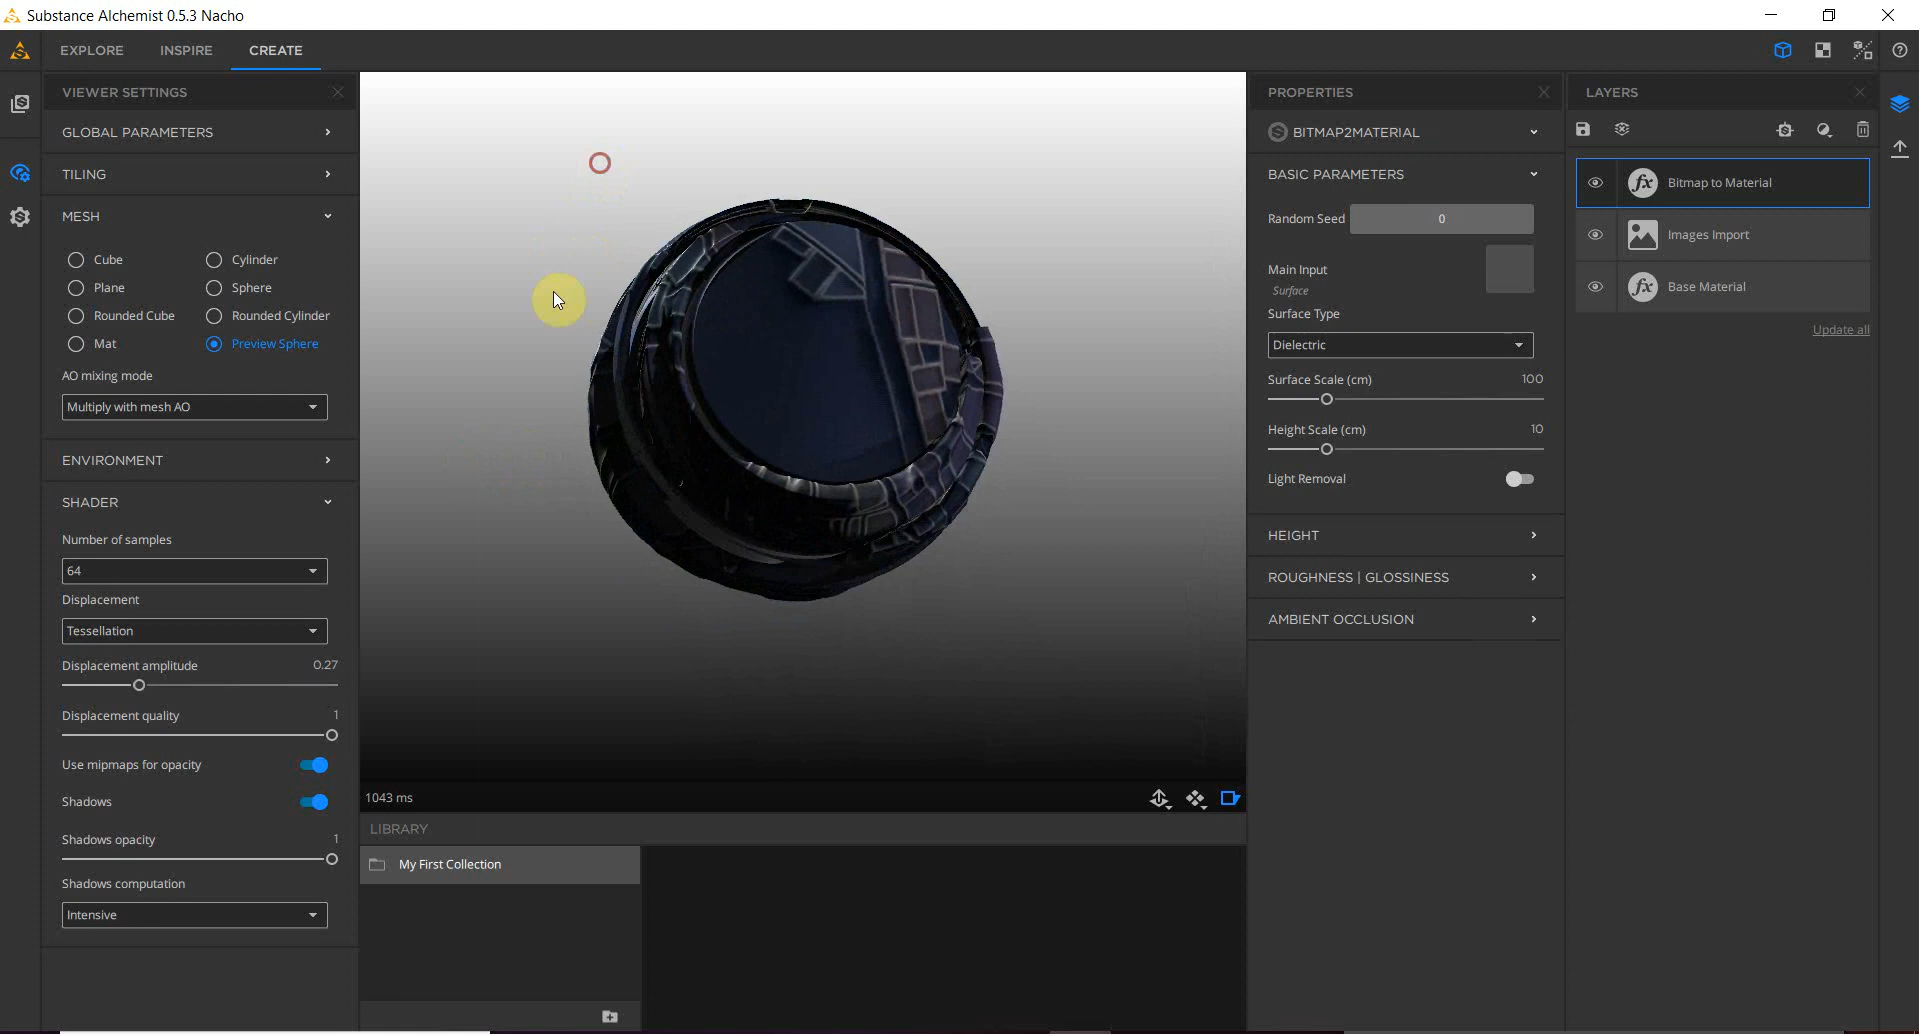 Substance Alchemist 0.5.3 Nacho
EXPLORE INSPIRE CREATE
VIEWER SETTINGS
GLOBAL PARAMETERS
TILING
MESH
Cube Cylinder
Plane Sphere
Rounded Cube Rounded Cylinder
Mat Preview Sphere
AO mixing mode
Multiply with mesh AO
ENVIRONMENT
SHADER
Number of samples
64
Displacement
Tessellation
Displacement amplitude 0.27
Displacement quality 1
Use mipmaps for opacity
Shadows
Shadows opacity 1
Shadows computation
Intensive
1043 ms
LIBRARY
My First Collection
PROPERTIES
BITMAP2MATERIAL
BASIC PARAMETERS
Random Seed 0
Main Input
Surface
Surface Type
Dielectric
Surface Scale (cm) 100
Height Scale (cm) 10
Light Removal
HEIGHT
ROUGHNESS | GLOSSINESS
AMBIENT OCCLUSION
LAYERS
fx Bitmap to Material
Images Import
fx Base Material
Update all